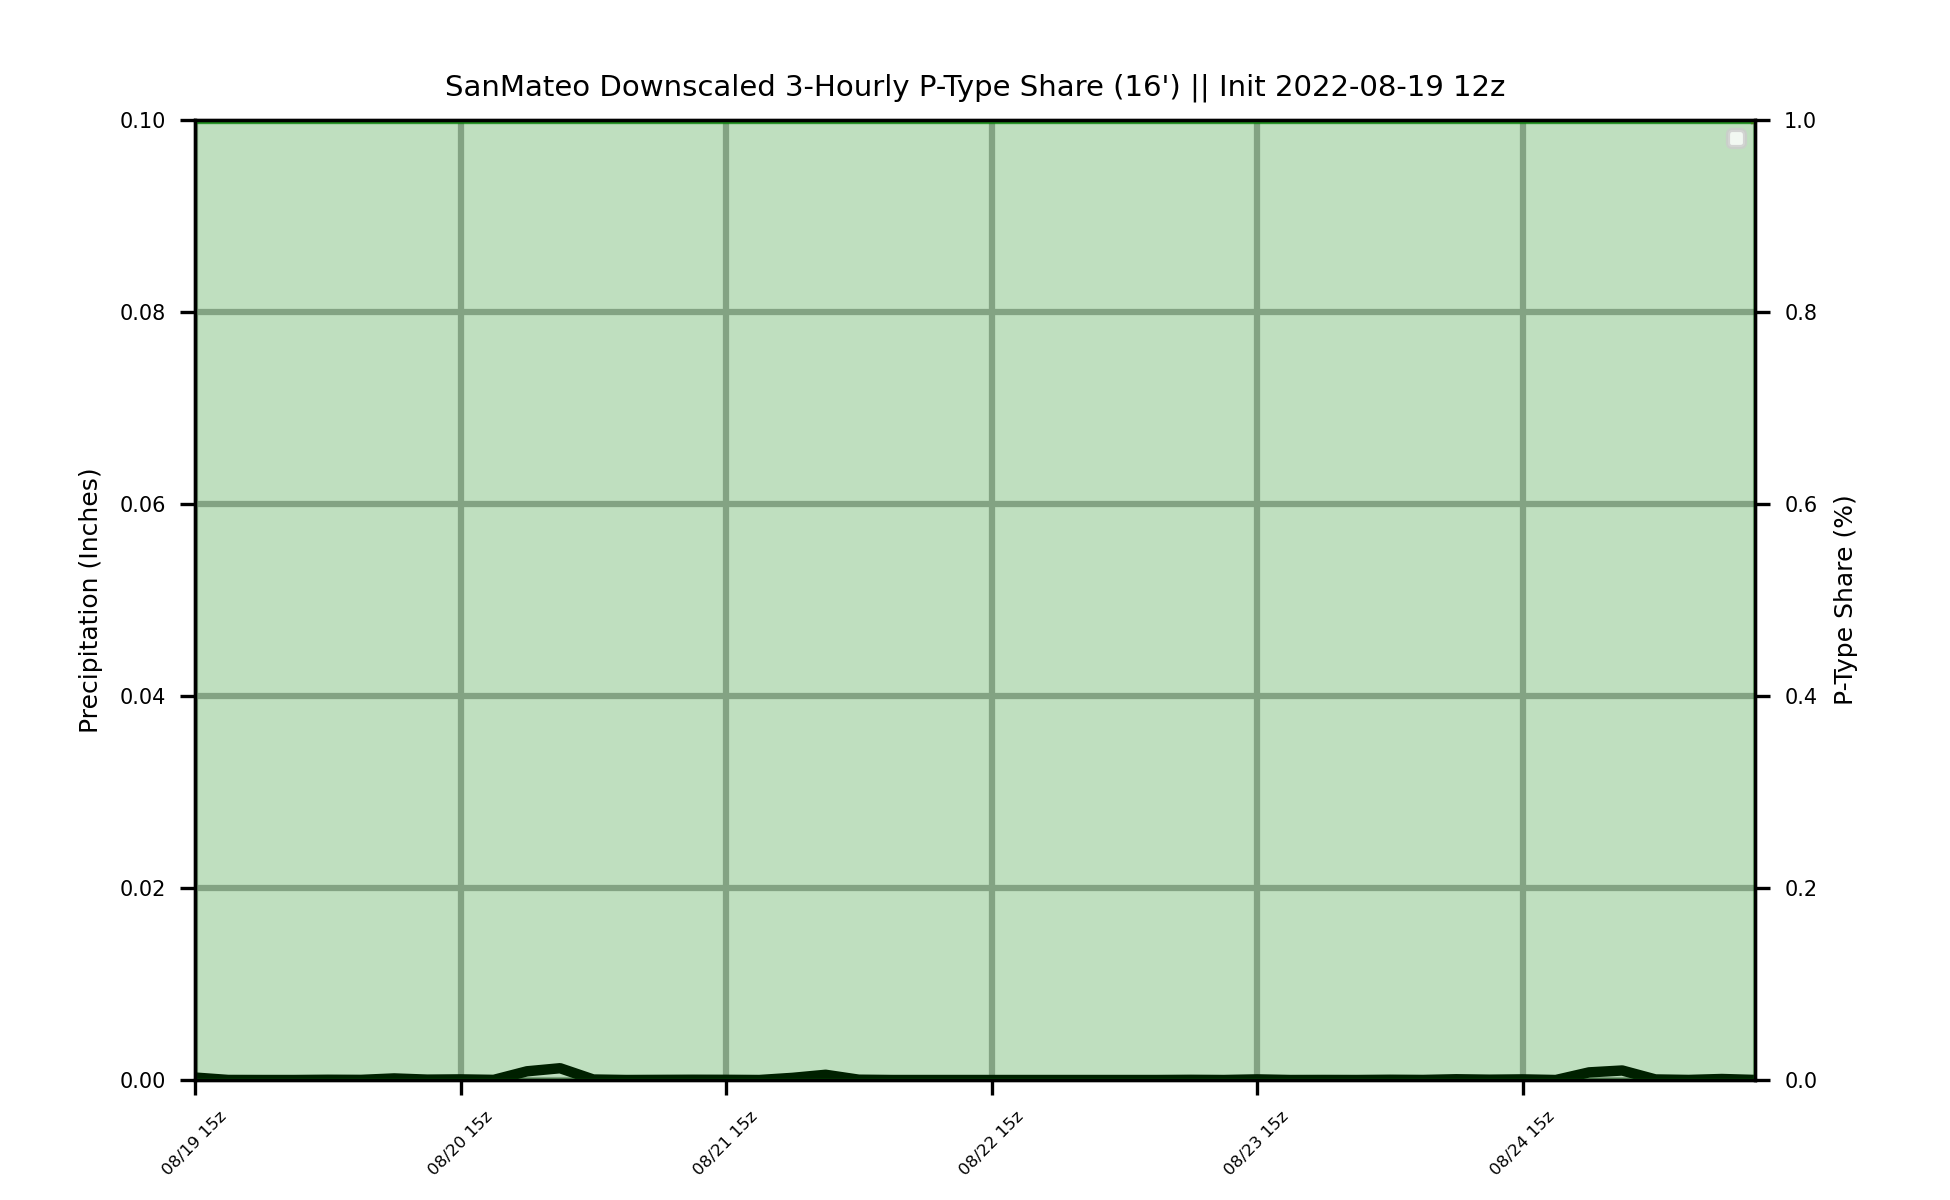 SanMateo Downscaled 3-Hourly P-Type Share (16') || Init 2022-08-19 12z
Precipitation (Inches)
0.10
0.08
0.06
0.04
0.02
0.00
1.0
0.8
0.6
0.4
0.2
0.0
P-Type Share (%)
08/19 15z
08/20 15z
08/21 15z
08/22 15z
08/23 15z
08/24 15z